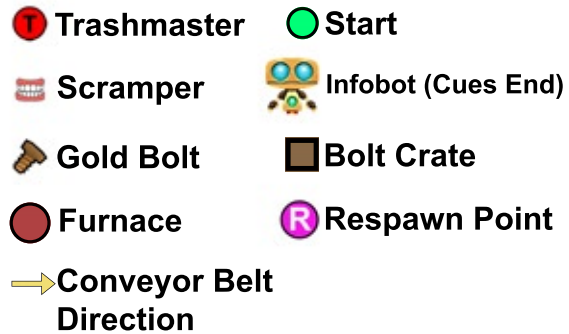 T Trashmaster
Start
Scramper
Infobot (Cues End)
Gold Bolt
Bolt Crate
Furnace
R Respawn Point
Conveyor Belt
Direction